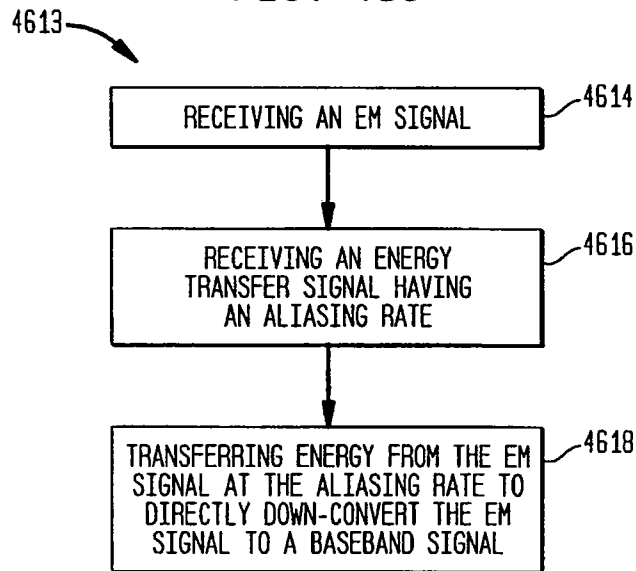 4613
RECEIVING AN EM SIGNAL
4614
RECEIVING AN ENERGY
TRANSFER SIGNAL HAVING
AN ALIASING RATE
4616
TRANSFERRING ENERGY FROM THE EM
SIGNAL AT THE ALIASING RATE TO
DIRECTLY DOWN-CONVERT THE EM
SIGNAL TO A BASEBAND SIGNAL
4618